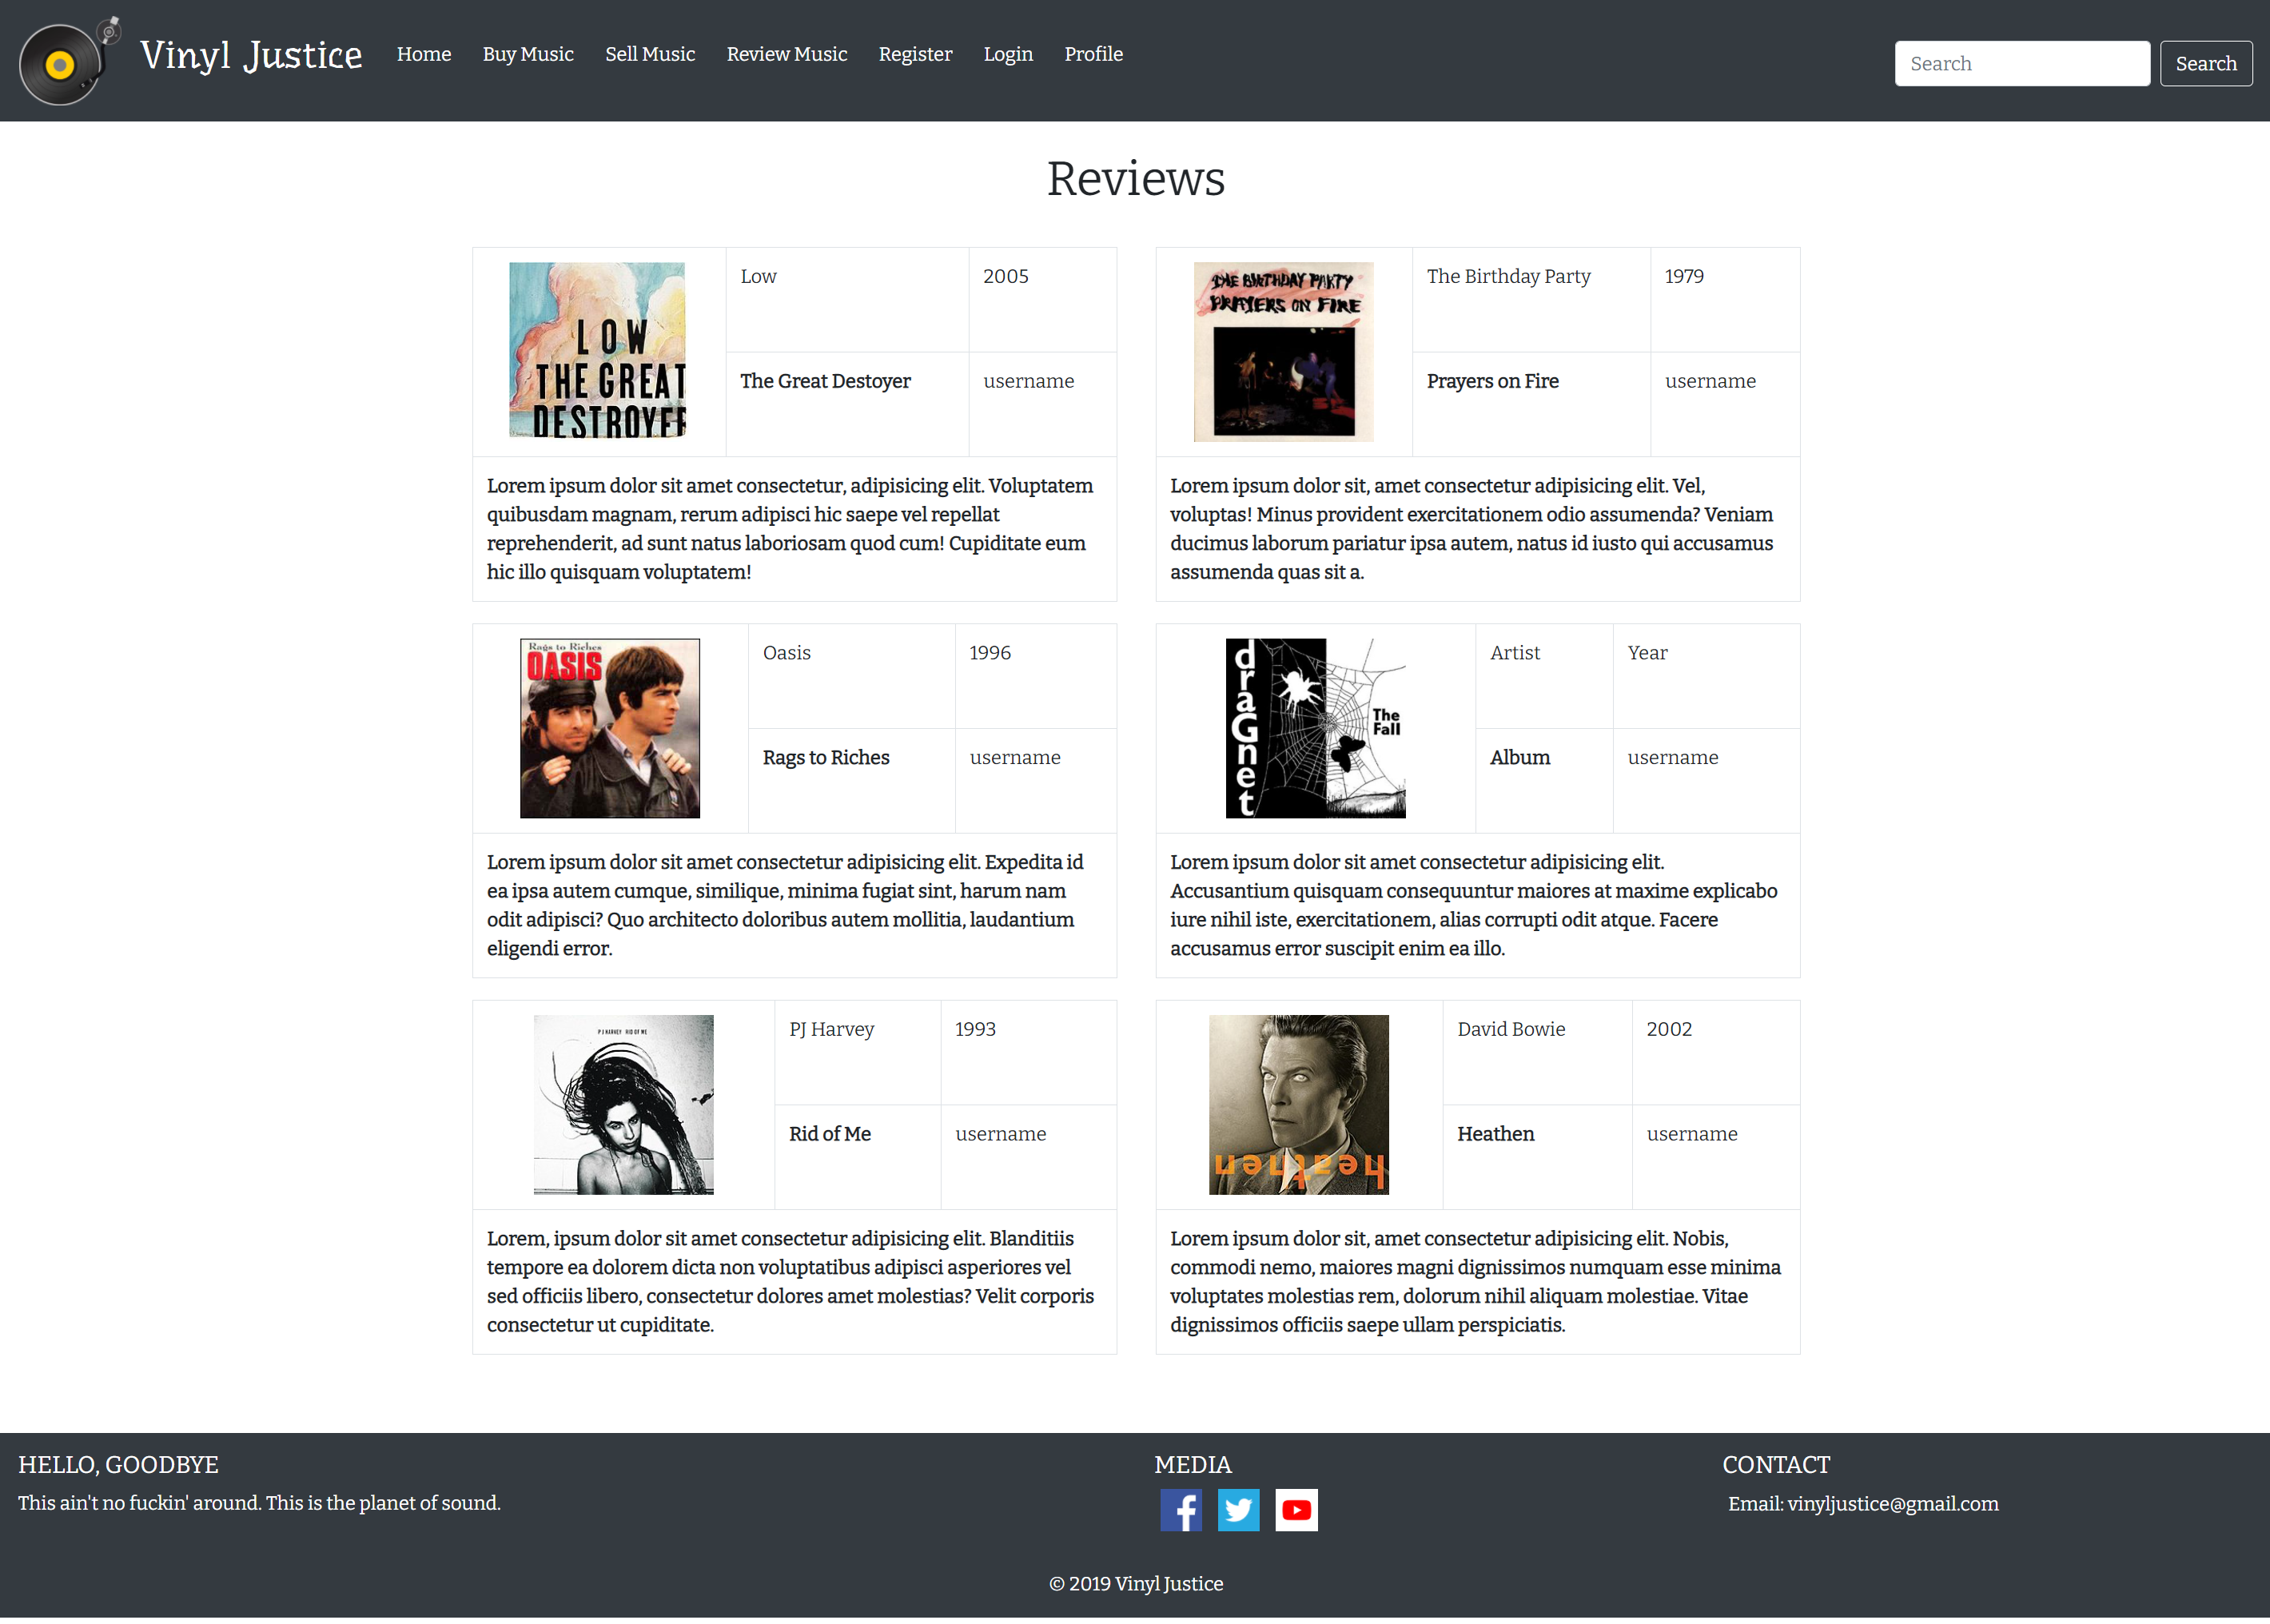 Vinyl Justice
Home
Buy Music
Sell Music
Review Music
Register
Login
Profile
Search
Search
Reviews
LOW
THE GREAT
DESTROYER
Low
2005
The Great Destoyer
username
Lorem ipsum dolor sit amet consectetur, adipisicing elit. Voluptatem
quibusdam magnam, rerum adipisci hic saepe vel repellat
reprehenderit, ad sunt natus laboriosam quod cum! Cupiditate eum
hic illo quisquam voluptatem!
THE BIRTHDAY PARTY
PRAYERS ON FIRE
The Birthday Party
1979
Prayers on Fire
username
Lorem ipsum dolor sit, amet consectetur adipisicing elit. Vel,
voluptas! Minus provident exercitationem odio assumenda? Veniam
ducimus laborum pariatur ipsa autem, natus id iusto qui accusamus
assumenda quas sit a.
Rags to Riches
OASIS
Oasis
1996
Rags to Riches
username
Lorem ipsum dolor sit amet consectetur adipisicing elit. Expedita id
ea ipsa autem cumque, similique, minima fugiat sint, harum nam
odit adipisci? Quo architecto doloribus autem mollitia, laudantium
eligendi error.
draGnet
The
Fall
Artist
Year
Album
username
Lorem ipsum dolor sit amet consectetur adipisicing elit.
Accusantium quisquam consequuntur maiores at maxime explicabo
iure nihil iste, exercitationem, alias corrupti odit atque. Facere
accusamus error suscipit enim ea illo.
PJ HARVEY RID OF ME
PJ Harvey
1993
Rid of Me
username
Lorem, ipsum dolor sit amet consectetur adipisicing elit. Blanditiis
tempore ea dolorem dicta non voluptatibus adipisci asperiores vel
sed officiis libero, consectetur dolores amet molestias? Velit corporis
consectetur ut cupiditate.
heathen
David Bowie
2002
Heathen
username
Lorem ipsum dolor sit, amet consectetur adipisicing elit. Nobis,
commodi nemo, maiores magni dignissimos numquam esse minima
voluptates molestias rem, dolorum nihil aliquam molestiae. Vitae
dignissimos officiis saepe ullam perspiciatis.
HELLO, GOODBYE
This ain't no fuckin' around. This is the planet of sound.
MEDIA
CONTACT
Email: vinyljustice@gmail.com
© 2019 Vinyl Justice